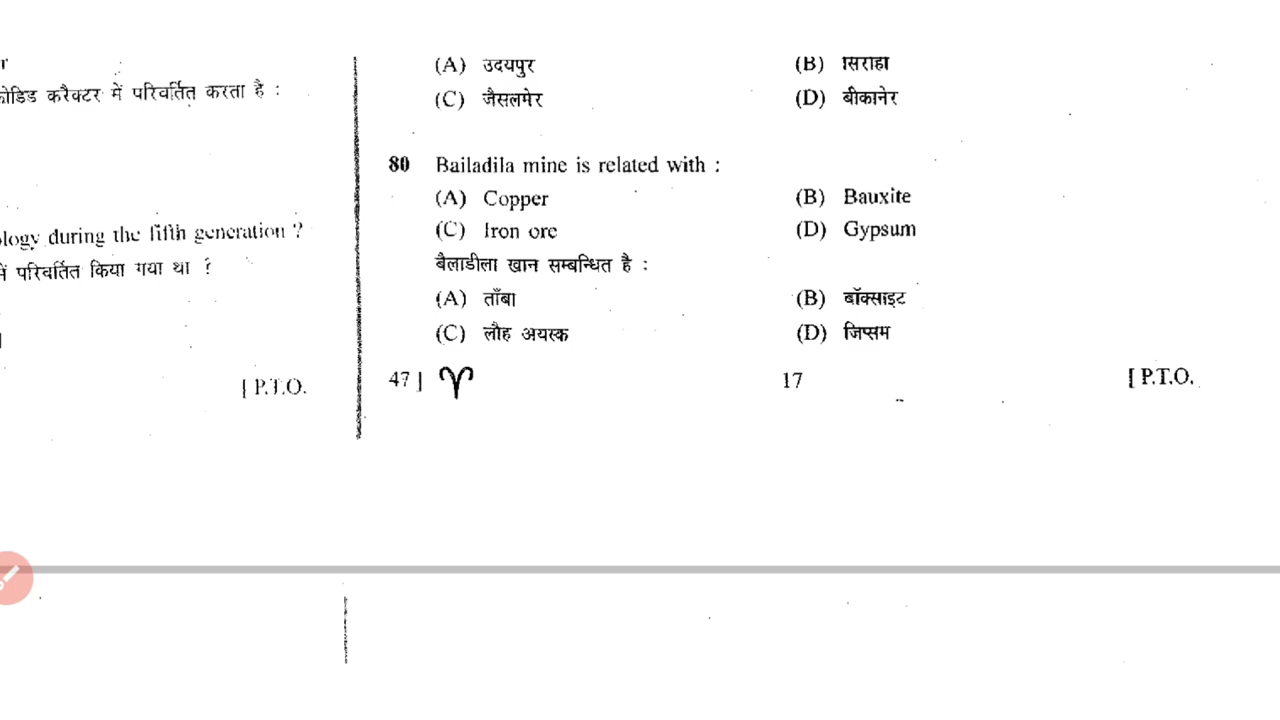 कोडिड करैक्टर में परिवर्तित करता है :
ology during the fifth generation ?
में परिवर्तित किया गया था ?
[ P.T.O.
(A) उदयपुर (B) सिरोही
(C) जैसलमेर (D) बीकानेर
80 Bailadila mine is related with :
(A) Copper (B) Bauxite
(C) Iron ore (D) Gypsum
बैलाडीला खान सम्बन्धित है :
(A) ताँबा (B) बॉक्साइट
(C) लौह अयस्क (D) जिप्सम
47 ] ♈ 17 [ P.T.O.